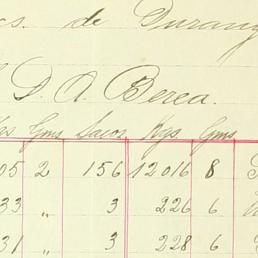 cs. de Durang
D. A. Berea.
Gms Sacos Kgs. Gms
05 2 156 12016 8
33 " 3 226 6
31 " 3 228 6